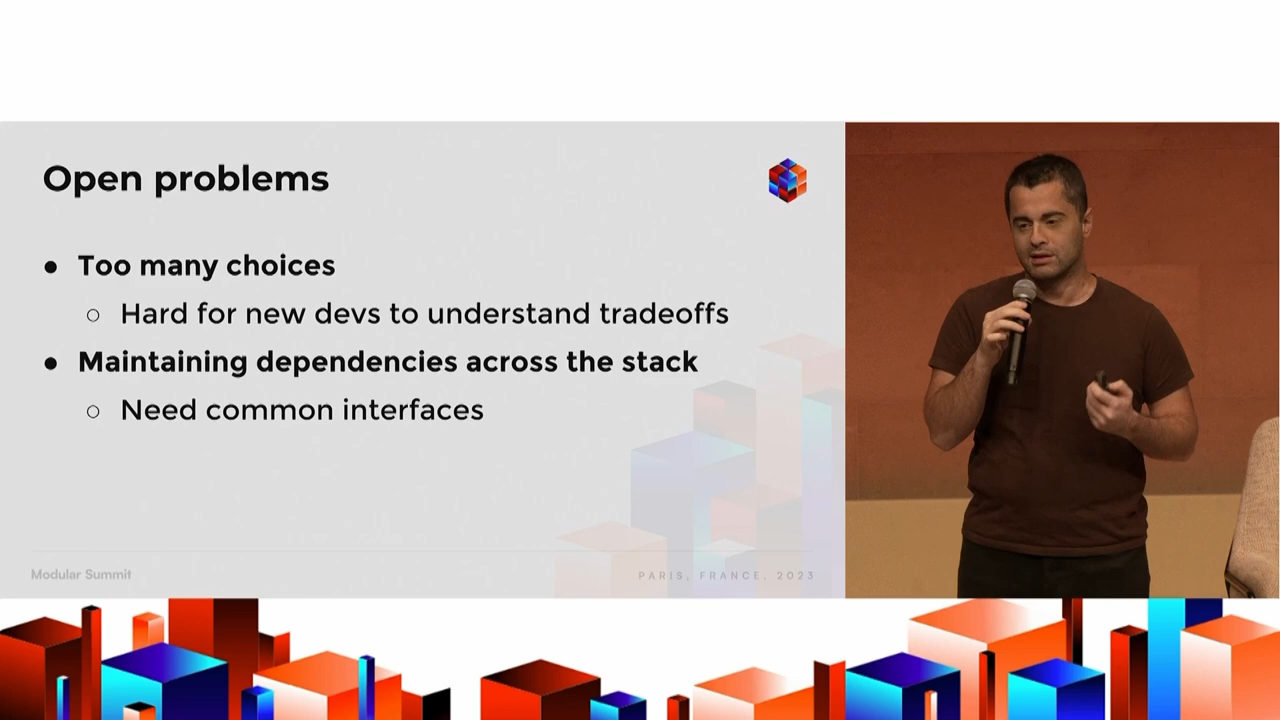 Open problems
● Too many choices
○ Hard for new devs to understand tradeoffs
● Maintaining dependencies across the stack
○ Need common interfaces
Modular Summit
PARIS, FRANCE. 2023